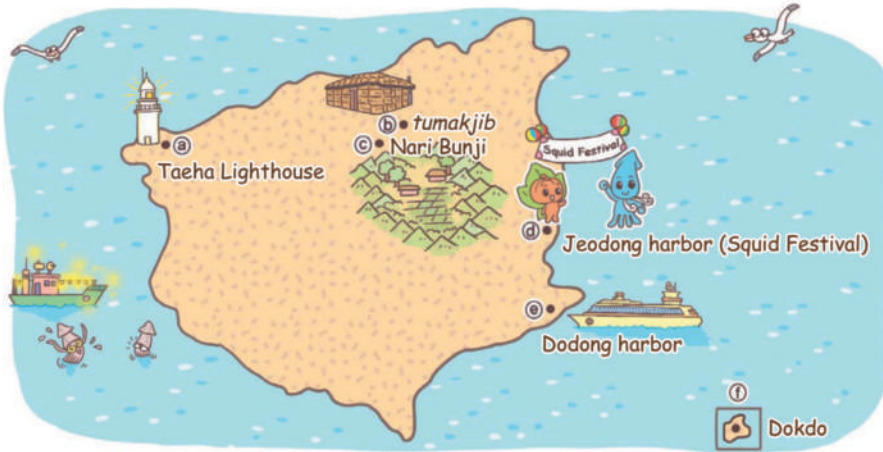 ⓑ tumakjib
ⓒ Nari Bunji
ⓐ
Taeha Lighthouse
Squid Festival
ⓓ
Jeodong harbor (Squid Festival)
ⓔ
Dodong harbor
ⓕ
Dokdo